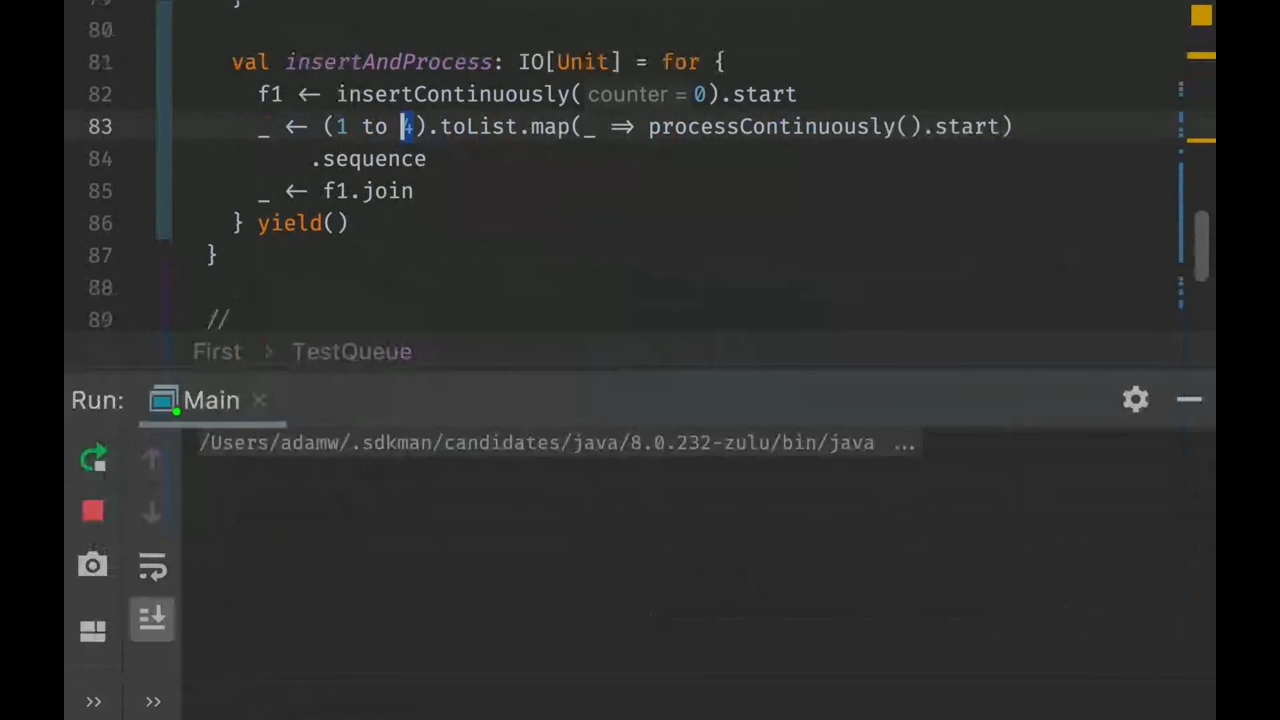 79 }
80
81 val insertAndProcess: IO[Unit] = for {
82 f1 ← insertContinuously( counter = 0).start
83 _ ← (1 to 4).toList.map(_ ⇒ processContinuously().start)
84 .sequence
85 _ ← f1.join
86 } yield()
87 }
88
89 //
First › TestQueue
Run: Main ×
/Users/adamw/.sdkman/candidates/java/8.0.232-zulu/bin/java ...
>> >>